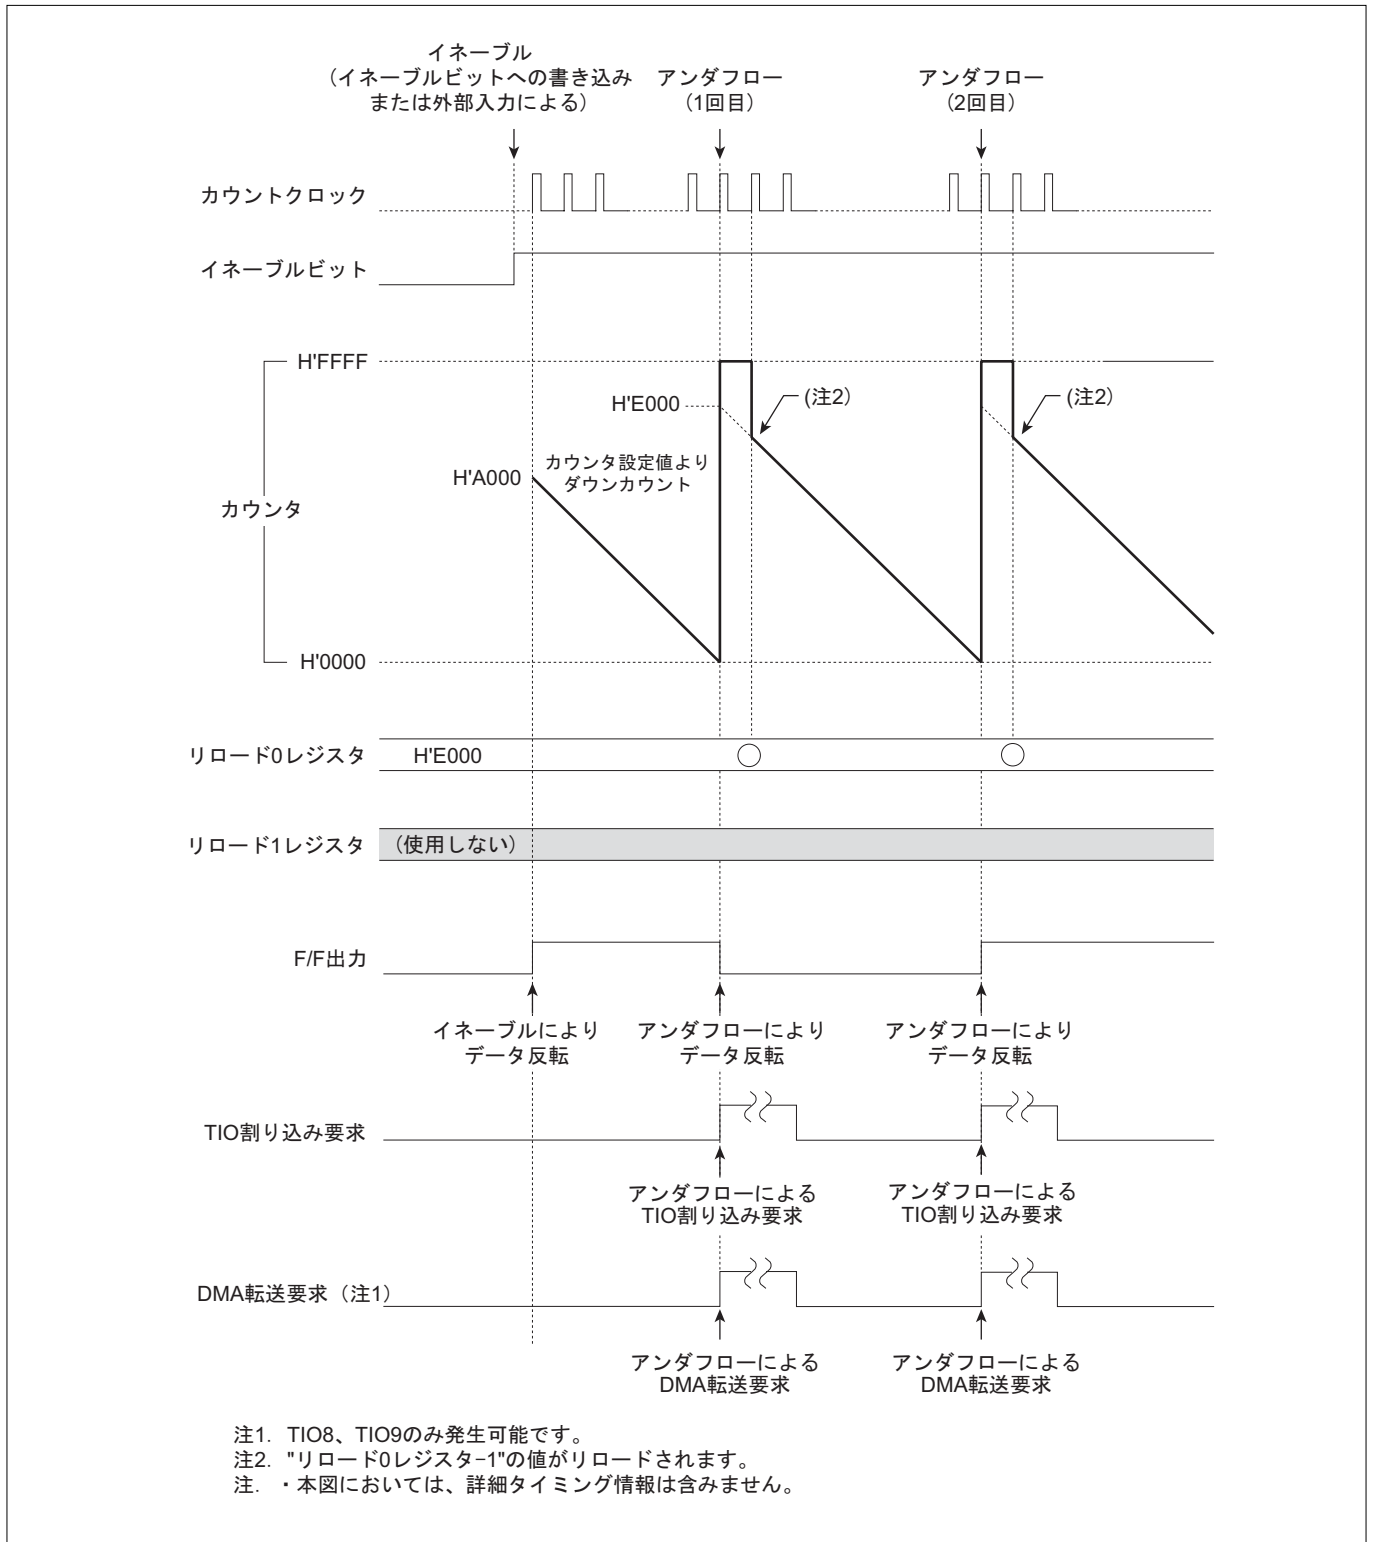 イネーブル
（イネーブルビットへの書き込み
または外部入力による）
アンダフロー
（1回目）
アンダフロー
（2回目）
カウントクロック
イネーブルビット
H'FFFF
H'E000
(注2）
(注2）
H'A000
カウンタ設定値より
ダウンカウント
カウンタ
H'0000
リロード0レジスタ
H'E000
リロード1レジスタ
（使用しない）
F/F出力
イネーブルにより
データ反転
アンダフローにより
データ反転
アンダフローにより
データ反転
TIO割り込み要求
アンダフローによる
TIO割り込み要求
アンダフローによる
TIO割り込み要求
DMA転送要求（注1）
アンダフローによる
DMA転送要求
アンダフローによる
DMA転送要求
注1. TIO8、TIO9のみ発生可能です。
注2. "リロード0レジスタ−1"の値がリロードされます。
注. ・本図においては、詳細タイミング情報は含みません。